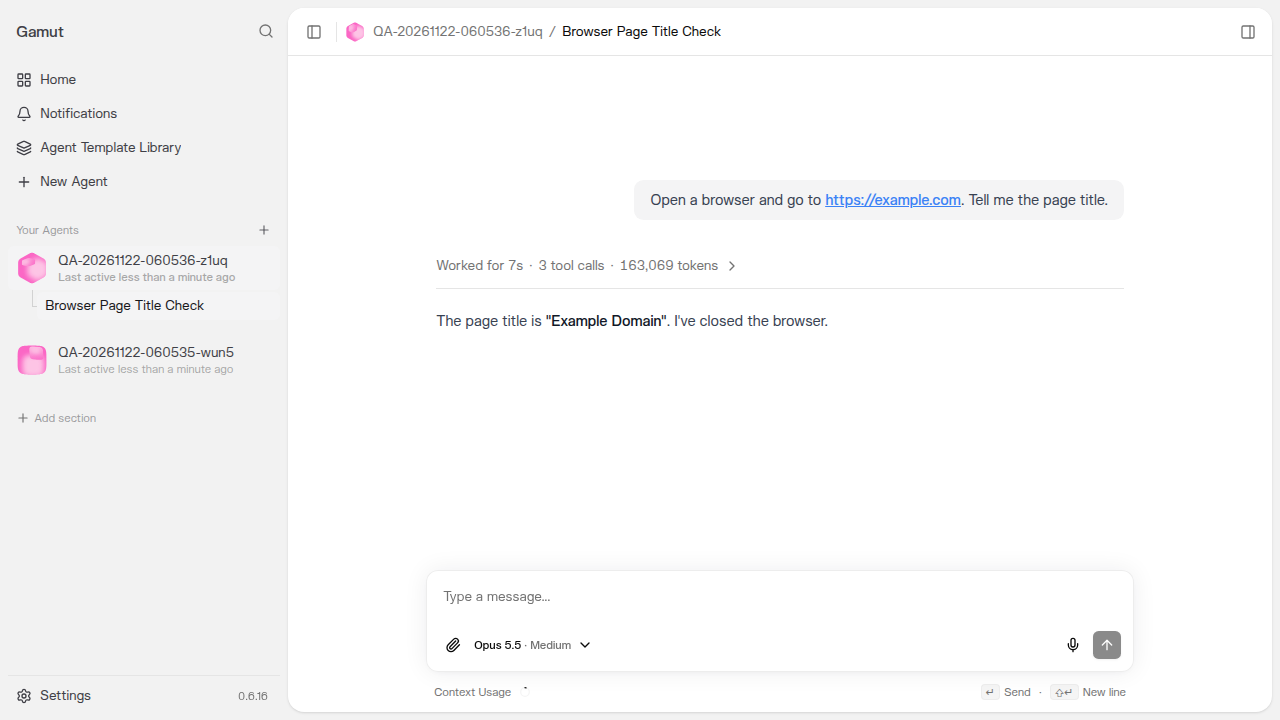 Gamut
Home
Notifications
Agent Template Library
New Agent
Your Agents
QA-20261122-060536-z1uq
Last active less than a minute ago
Browser Page Title Check
QA-20261122-060535-wun5
Last active less than a minute ago
Add section
Settings
0.6.16
QA-20261122-060536-z1uq / Browser Page Title Check
Open a browser and go to https://example.com. Tell me the page title.
Worked for 7s · 3 tool calls · 163,069 tokens
The page title is "Example Domain". I've closed the browser.
Type a message...
Opus 5.5 · Medium
Context Usage
↵ Send · ⇧↵ New line